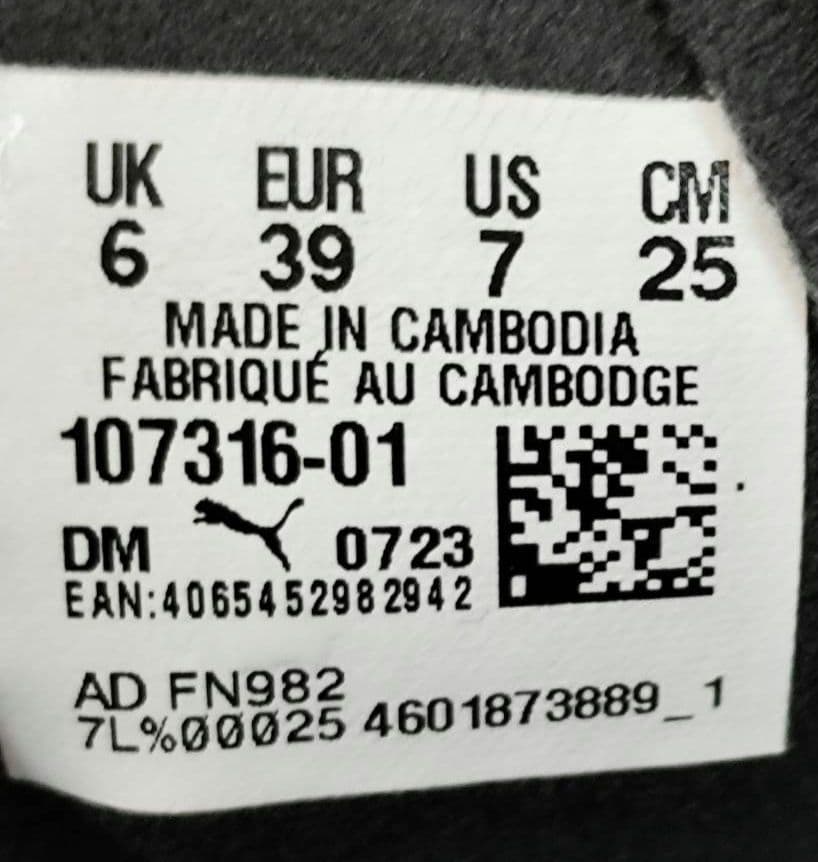 UK EUR US CM
6 39 7 25
MADE IN CAMBODIA
FABRIQUÉ AU CAMBODGE
107316-01
DM 0723
EAN:4065452982942
AD FN982
7L%00025 4601873889_1